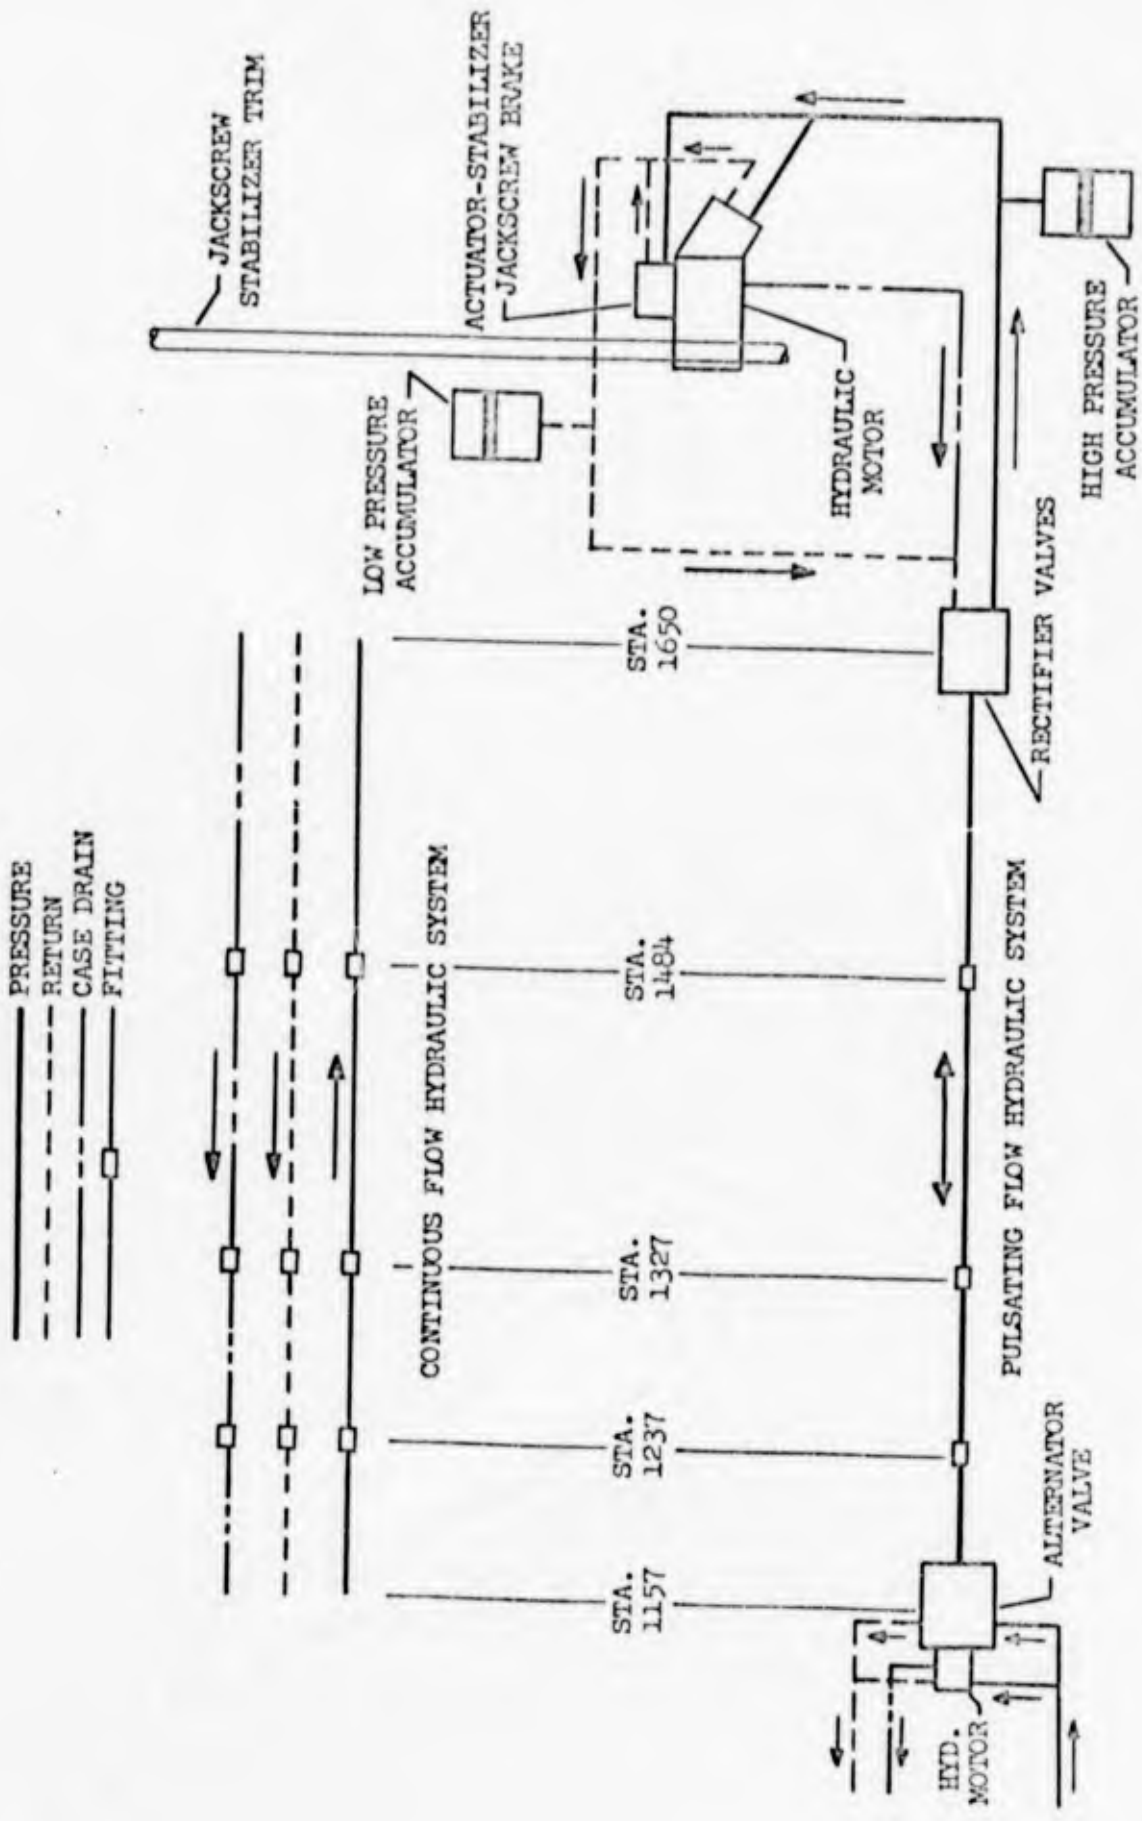 PRESSURE
RETURN
CASE DRAIN
FITTING
JACKSCREW
STABILIZER TRIM
LOW PRESSURE
ACCUMULATOR
ACTUATOR-STABILIZER
JACKSCREW BRAKE
CONTINUOUS FLOW HYDRAULIC SYSTEM
STA.
1157
STA.
1237
STA.
1327
STA.
1484
STA.
1650
HYDRAULIC
MOTOR
HYD.
MOTOR
ALTERNATOR
VALVE
PULSATING FLOW HYDRAULIC SYSTEM
RECTIFIER VALVES
HIGH PRESSURE
ACCUMULATOR